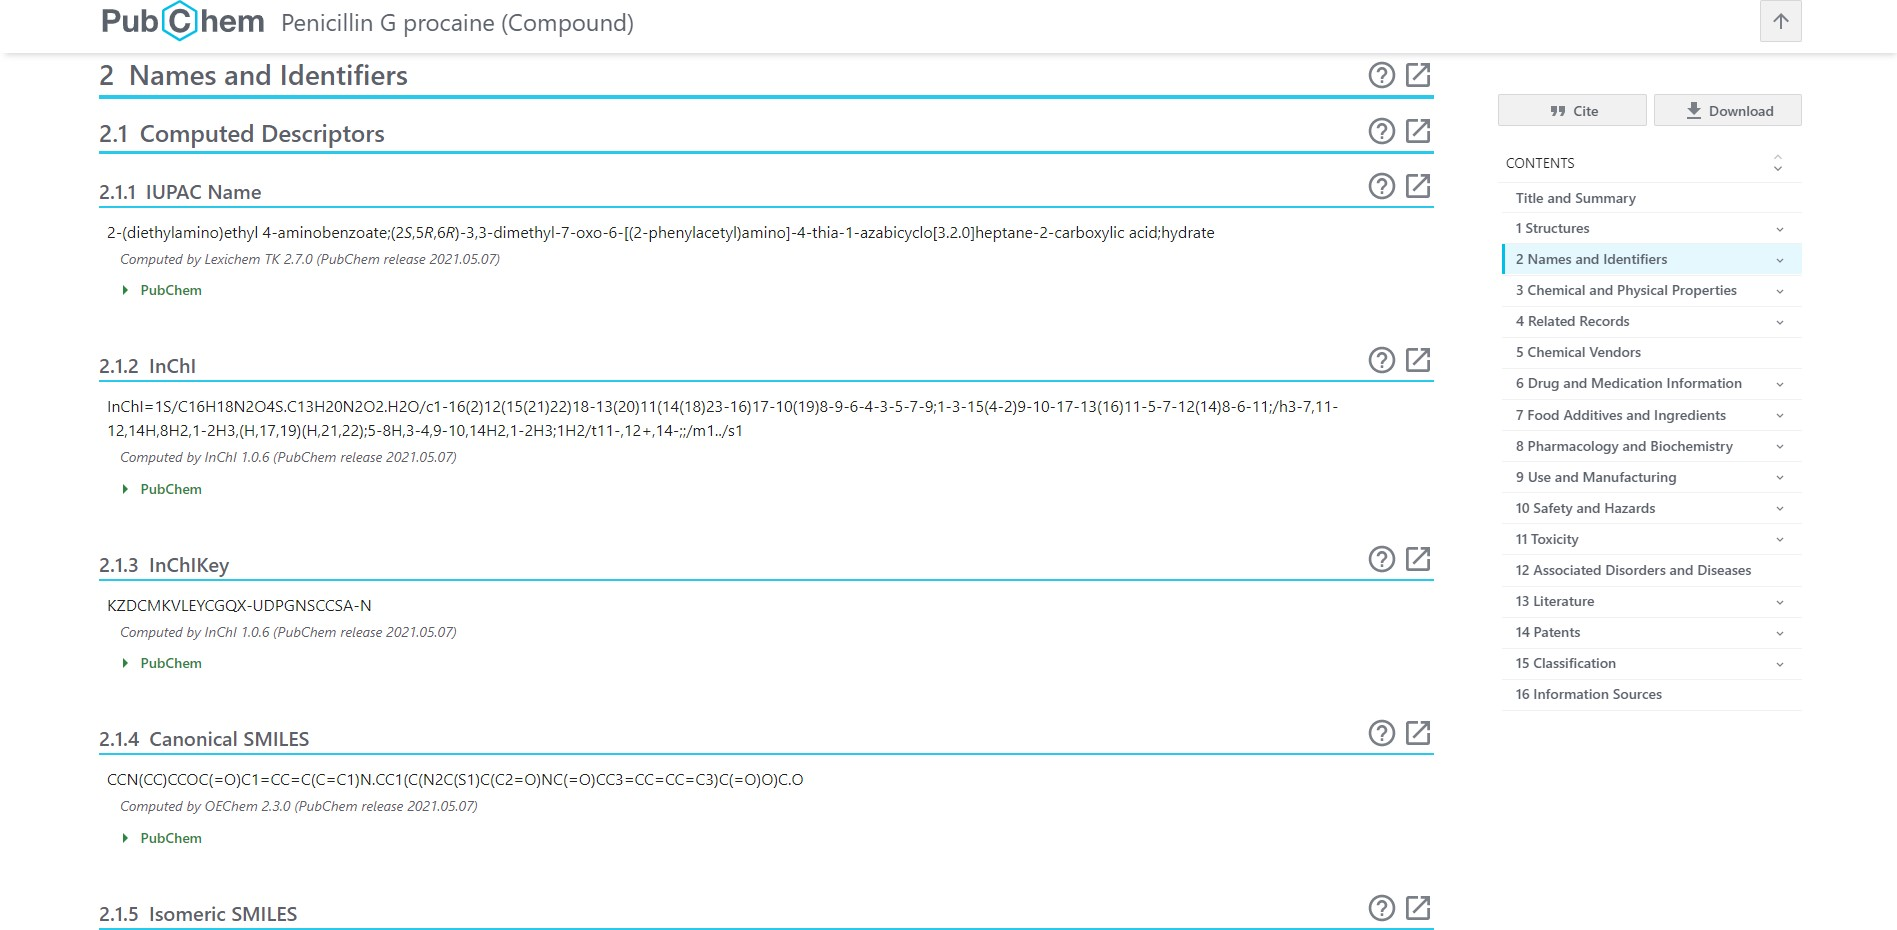 PubChem Penicillin G procaine (Compound)
2 Names and Identifiers
2.1 Computed Descriptors
2.1.1 IUPAC Name
2-(diethylamino)ethyl 4-aminobenzoate;(2S,5R,6R)-3,3-dimethyl-7-oxo-6-[(2-phenylacetyl)amino]-4-thia-1-azabicyclo[3.2.0]heptane-2-carboxylic acid;hydrate
Computed by Lexichem TK 2.7.0 (PubChem release 2021.05.07)
PubChem
2.1.2 InChI
InChI=1S/C16H18N2O4S.C13H20N2O2.H2O/c1-16(2)12(15(21)22)18-13(20)11(14(18)23-16)17-10(19)8-9-6-4-3-5-7-9;1-3-15(4-2)9-10-17-13(16)11-5-7-12(14)8-6-11;/h3-7,11-
12,14H,8H2,1-2H3,(H,17,19)(H,21,22);5-8H,3-4,9-10,14H2,1-2H3;1H2/t11-,12+,14-;;/m1../s1
Computed by InChI 1.0.6 (PubChem release 2021.05.07)
PubChem
2.1.3 InChIKey
KZDCMKVLEYCGQX-UDPGNSCCSA-N
Computed by InChI 1.0.6 (PubChem release 2021.05.07)
PubChem
2.1.4 Canonical SMILES
CCN(CC)CCOC(=O)C1=CC=C(C=C1)N.CC1(C(N2C(S1)C(C2=O)NC(=O)CC3=CC=CC=C3)C(=O)O)C.O
Computed by OEChem 2.3.0 (PubChem release 2021.05.07)
PubChem
2.1.5 Isomeric SMILES
Cite
Download
CONTENTS
Title and Summary
1 Structures
2 Names and Identifiers
3 Chemical and Physical Properties
4 Related Records
5 Chemical Vendors
6 Drug and Medication Information
7 Food Additives and Ingredients
8 Pharmacology and Biochemistry
9 Use and Manufacturing
10 Safety and Hazards
11 Toxicity
12 Associated Disorders and Diseases
13 Literature
14 Patents
15 Classification
16 Information Sources